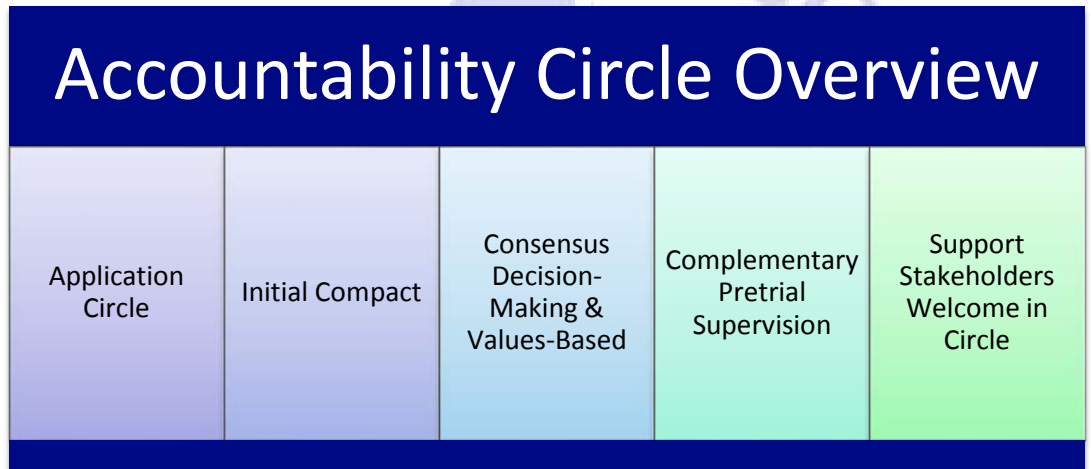 Accountability Circle Overview
Application
Circle
Initial Compact
Consensus
Decision-
Making &
Values-Based
Complementary
Pretrial
Supervision
Support
Stakeholders
Welcome in
Circle